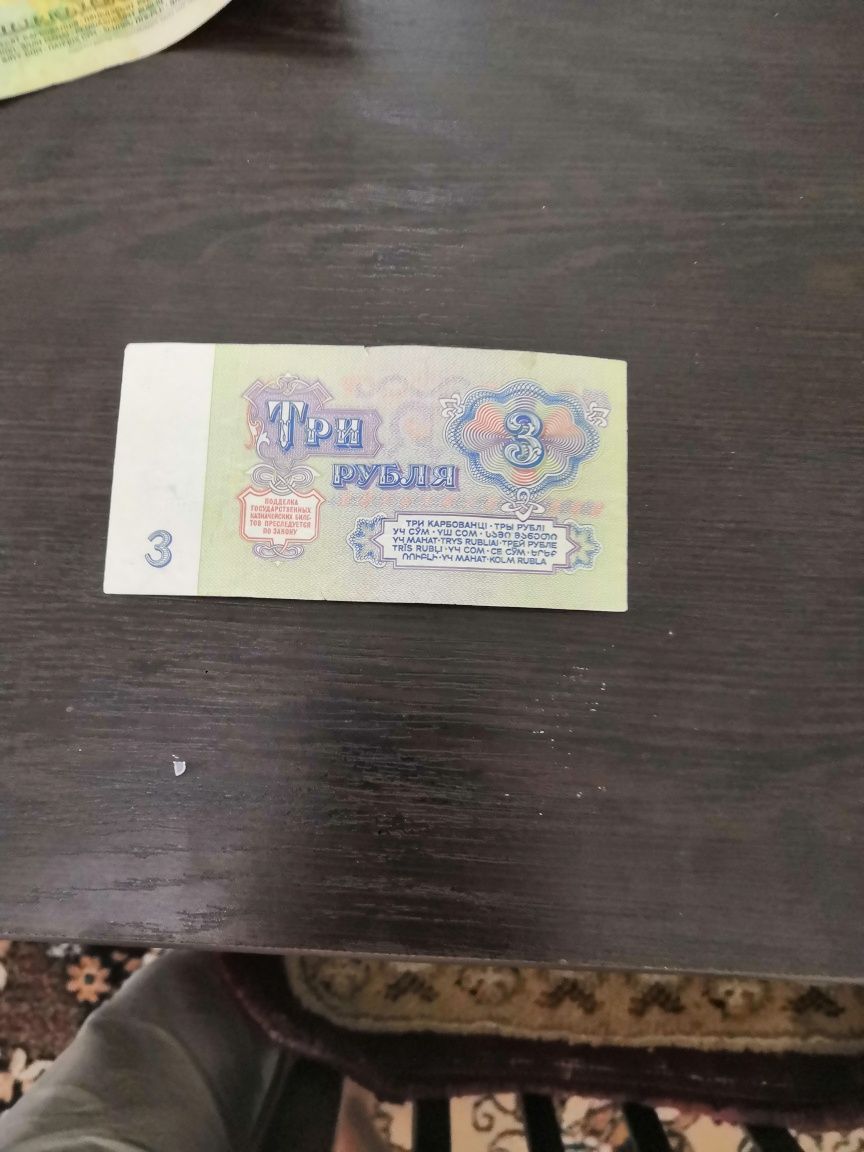 Три
рубля
3
ПОДДЕЛКА
ГОСУДАРСТВЕННЫХ
КАЗНАЧЕЙСКИХ БИЛЕ-
ТОВ ПРЕСЛЕДУЕТСЯ
ПО ЗАКОНУ
ТРИ КАРБОВАНЦІ · ТРЫ РУБЛІ
УЧ СЎМ · ҮШ СОМ · ᲡᲐᲛᲘ ᲛᲐᲜᲔᲗᲘ
ҮЧ МАНАТ · TRYS RUBLIAI · ТРЕЙ РУБЛЕ
TRĪS RUBĻI · ҮЧ СОМ · СЕ СӮМ · ԵՐԵՔ
ՌՈՒԲԼԻ · ҮЧ МАНАТ · KOLM RUBLA
3